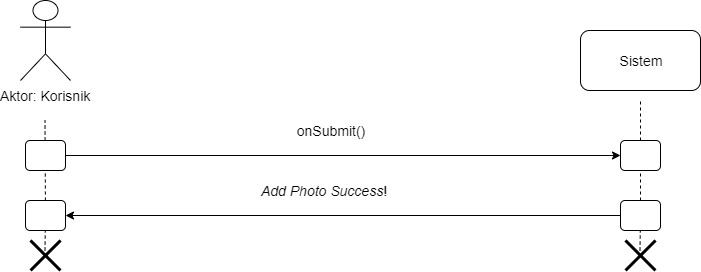 Sistem
Aktor: Korisnik
onSubmit()
Add Photo Success!